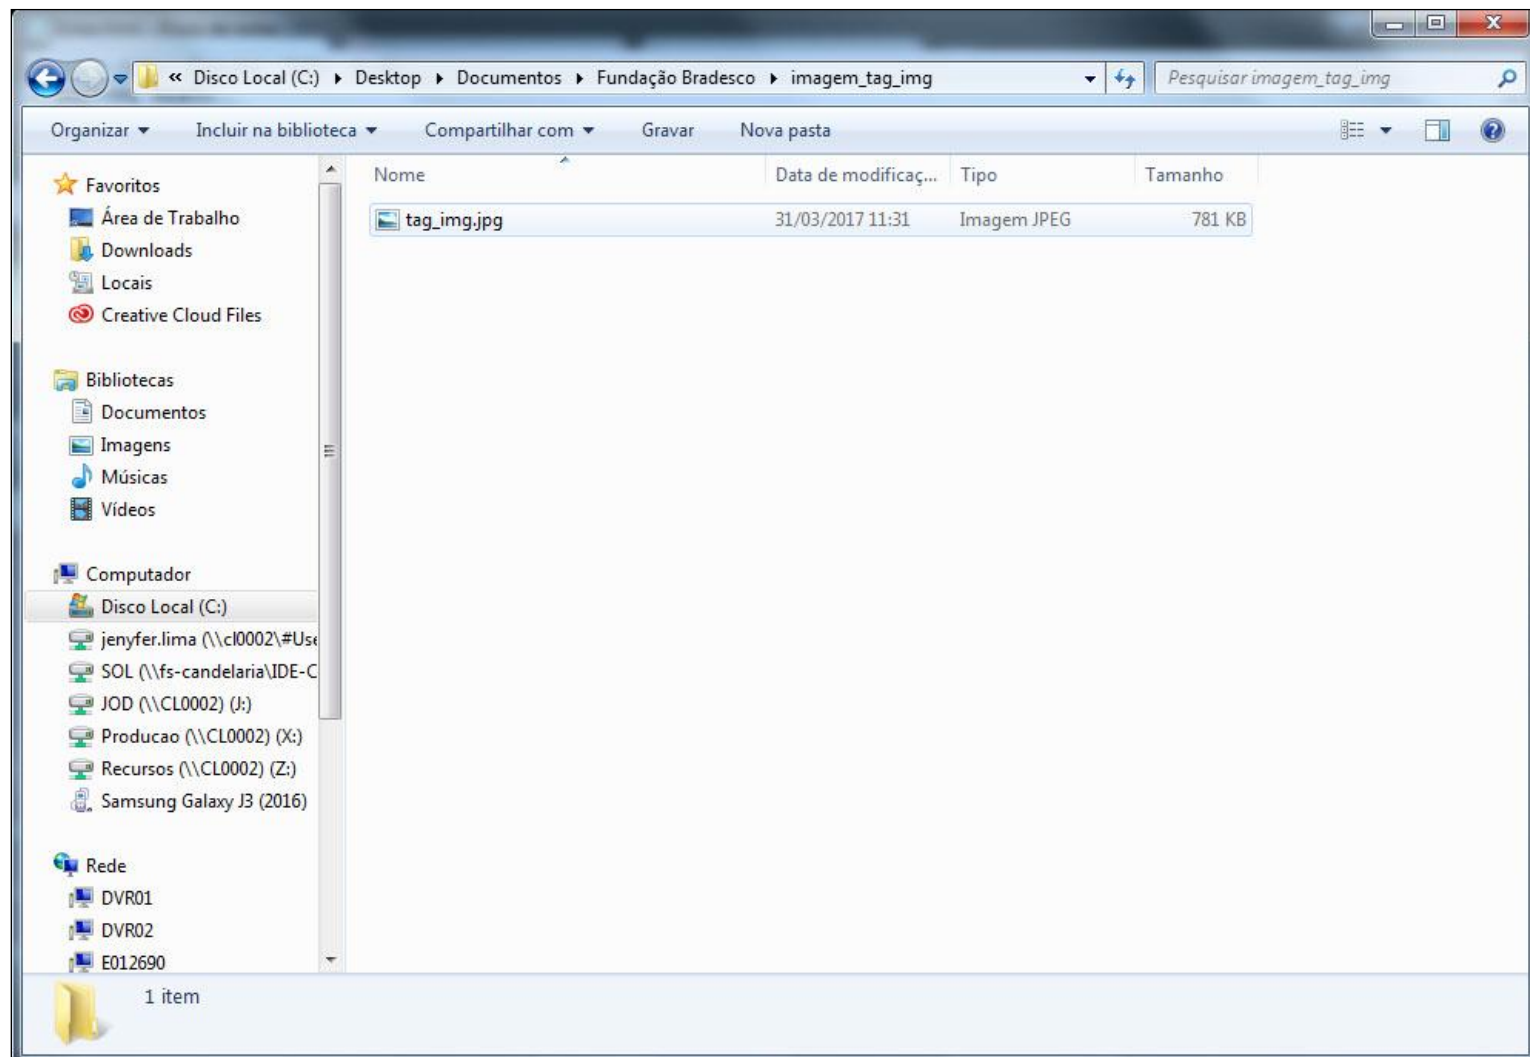 « Disco Local (C:) Desktop Documentos Fundação Bradesco imagem_tag_img Pesquisar imagem_tag_img
Organizar Incluir na biblioteca Compartilhar com Gravar Nova pasta
Nome Data de modificaç... Tipo Tamanho
tag_img.jpg 31/03/2017 11:31 Imagem JPEG 781 KB
Favoritos
Área de Trabalho
Downloads
Locais
Creative Cloud Files
Bibliotecas
Documentos
Imagens
Músicas
Vídeos
Computador
Disco Local (C:)
jenyfer.lima (\\cl0002\#Use
SOL (\\fs-candelaria\IDE-C
JOD (\\CL0002) (J:)
Producao (\\CL0002) (X:)
Recursos (\\CL0002) (Z:)
Samsung Galaxy J3 (2016)
Rede
DVR01
DVR02
E012690
1 item